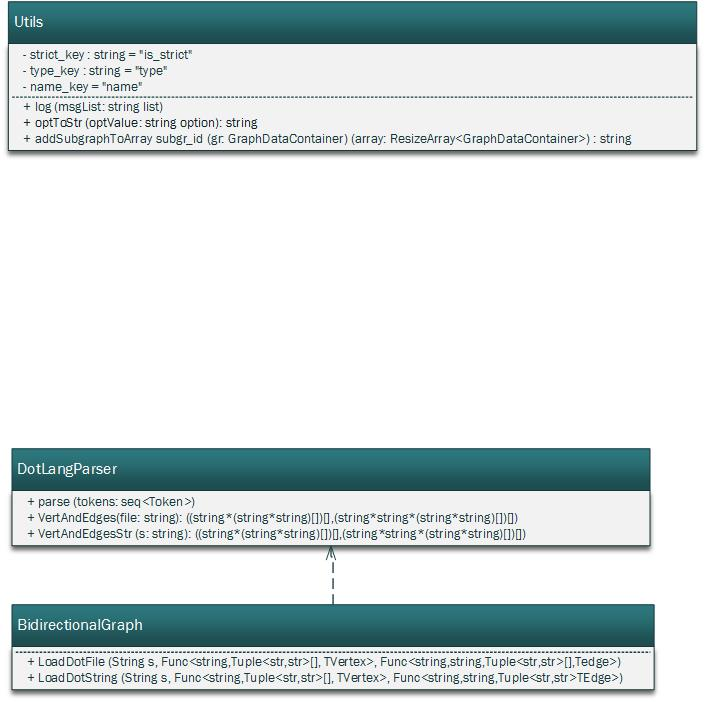 Utils
- strict_key : string = "is_strict"
- type_key : string = "type"
- name_key = "name"
+ log (msgList: string list)
+ optToStr (optValue: string option): string
+ addSubgraphToArray subgr_id (gr: GraphDataContainer) (array: ResizeArray<GraphDataContainer>) : string
DotLangParser
+ parse (tokens: seq<Token>)
+ VertAndEdges(file: string): ((string*(string*string)[])[],(string*string*(string*string)[])[])
+ VertAndEdgesStr (s: string): ((string*(string*string)[])[],(string*string*(string*string)[])[])
BidirectionalGraph
+ LoadDotFile (String s, Func<string,Tuple<str,str>[], TVertex>, Func<string,string,Tuple<str,str>[],Tedge>)
+ LoadDotString (String s, Func<string,Tuple<str,str>[], TVertex>, Func<string,string,Tuple<str,str>TEdge>)